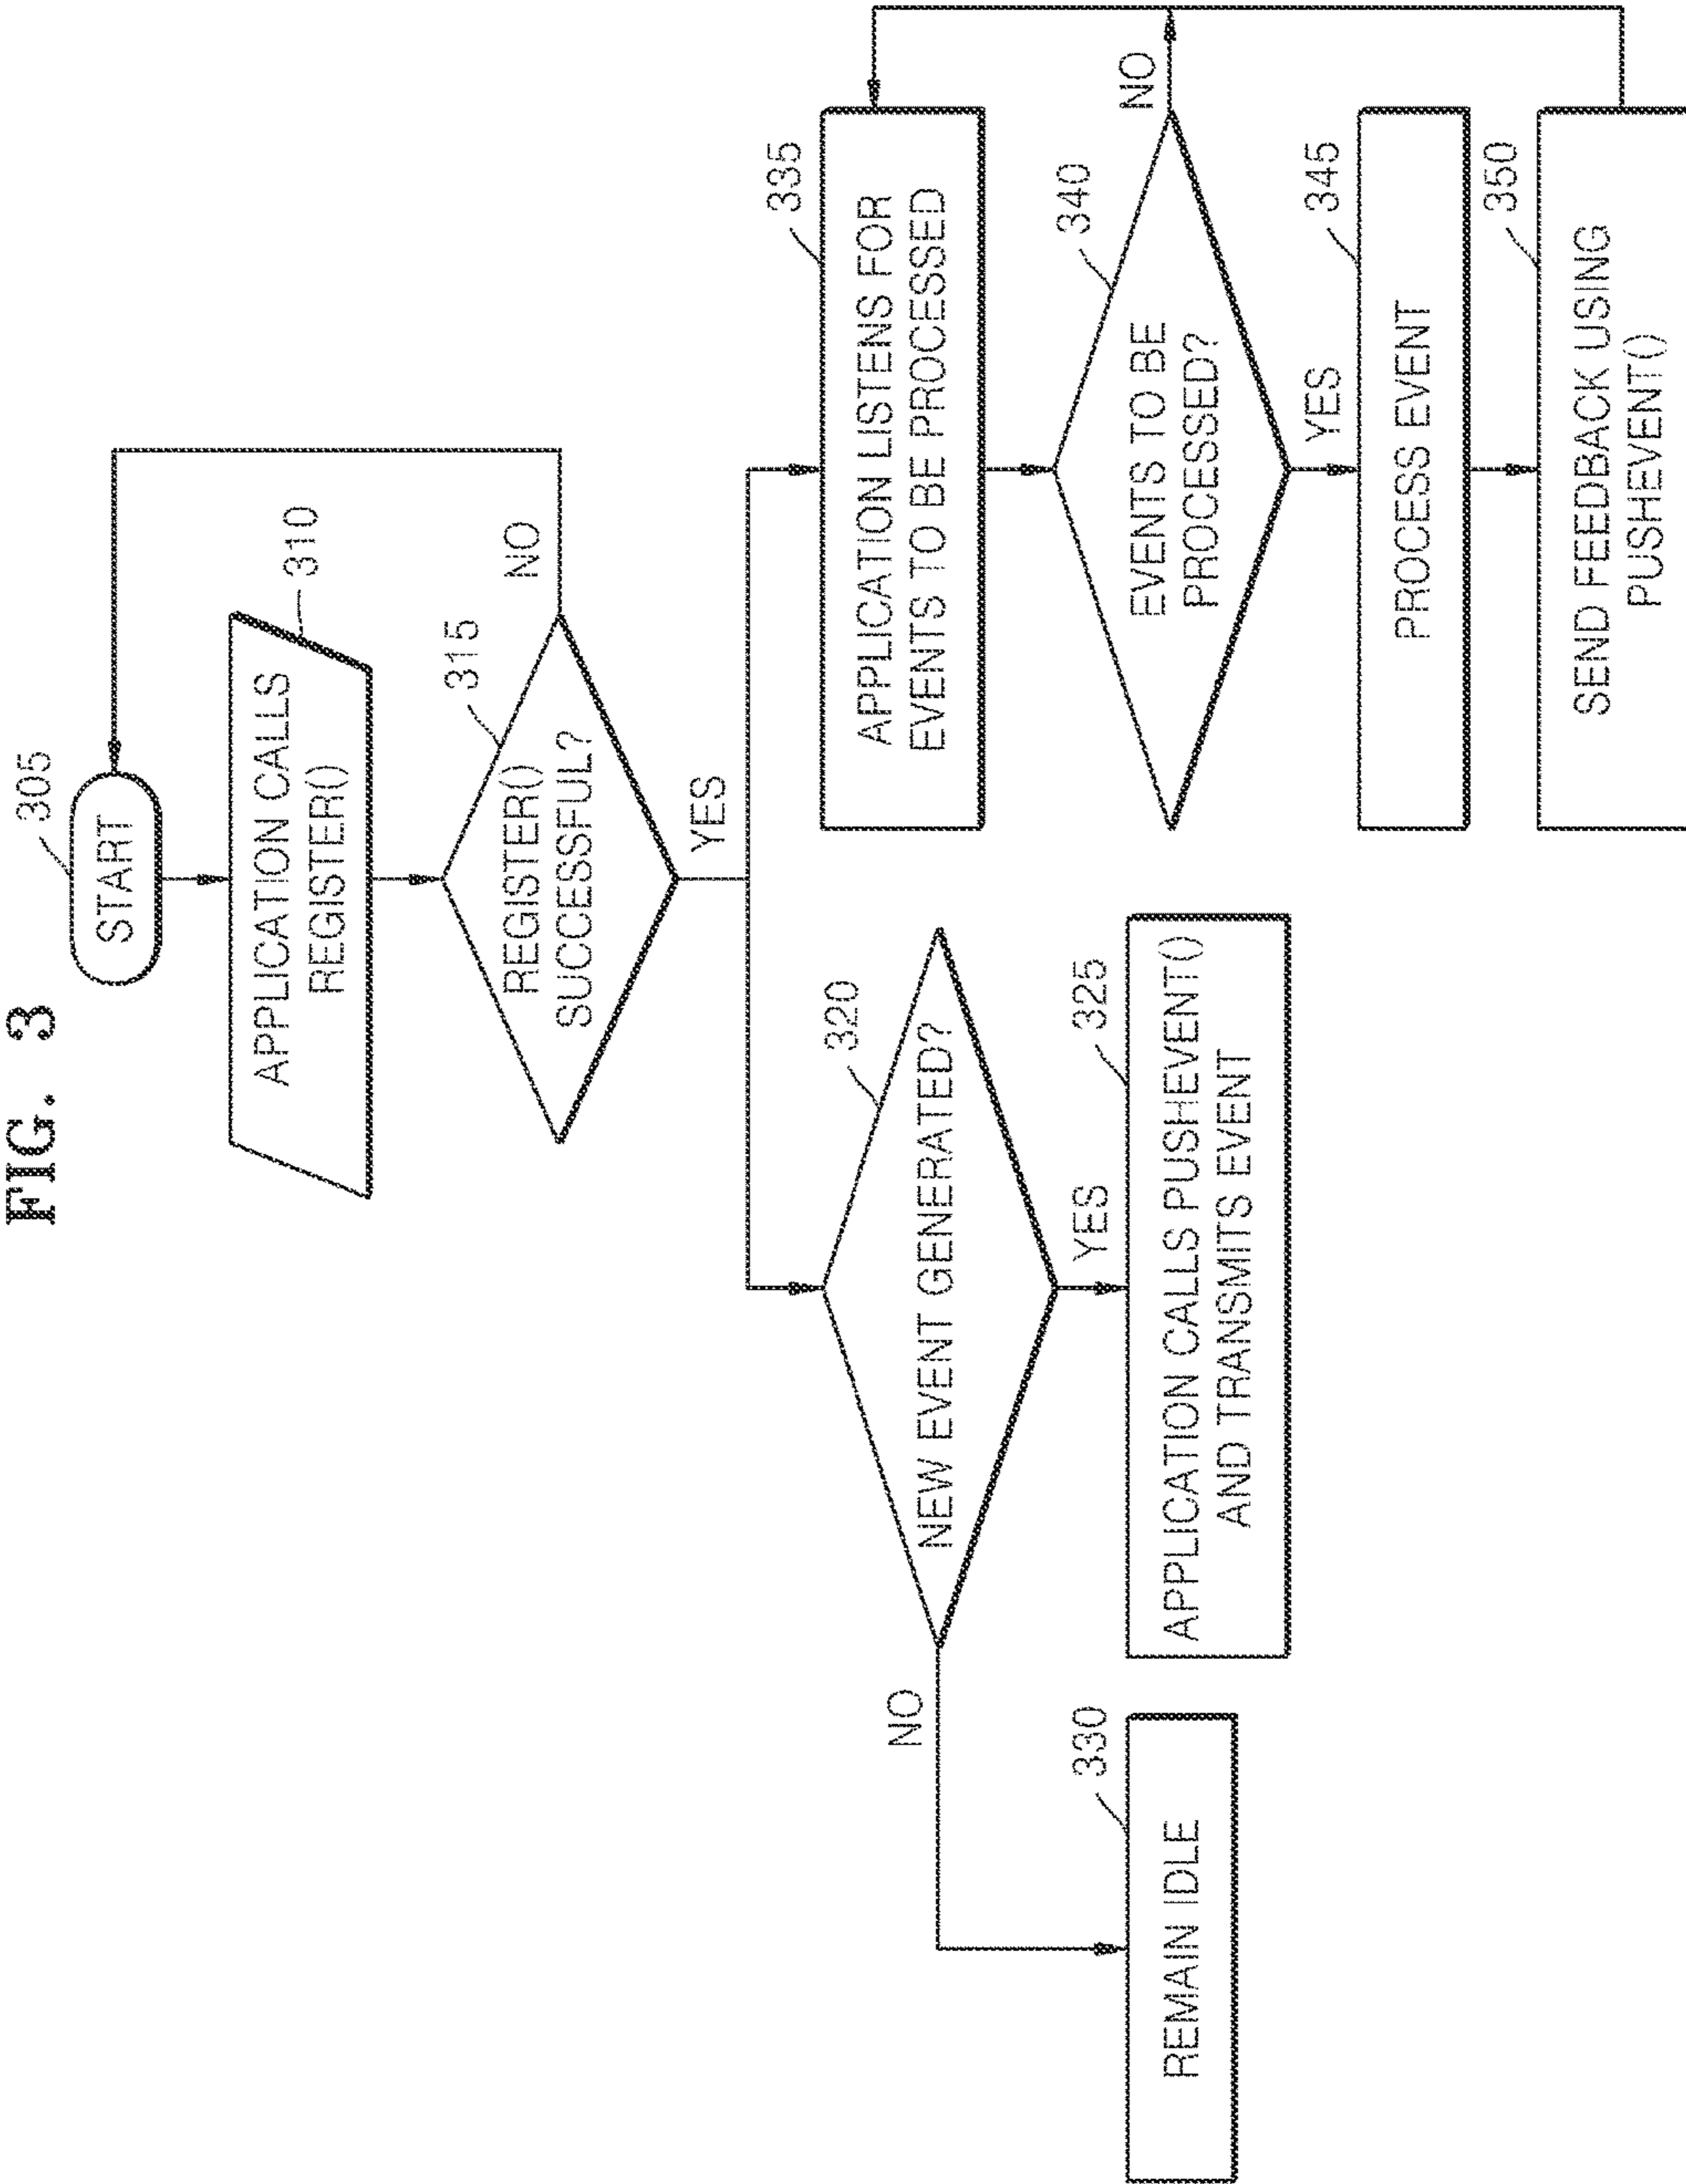 FIG. 3
305
START
APPLICATION CALLS
REGISTER()
310
315
REGISTER()
SUCCESSFUL?
NO
YES
320
NEW EVENT GENERATED?
NO
YES
330
REMAIN IDLE
325
APPLICATION CALLS PUSHEVENT()
AND TRANSMITS EVENT
335
APPLICATION LISTENS FOR
EVENTS TO BE PROCESSED
340
EVENTS TO BE
PROCESSED?
NO
YES
345
PROCESS EVENT
350
SEND FEEDBACK USING
PUSHEVENT()